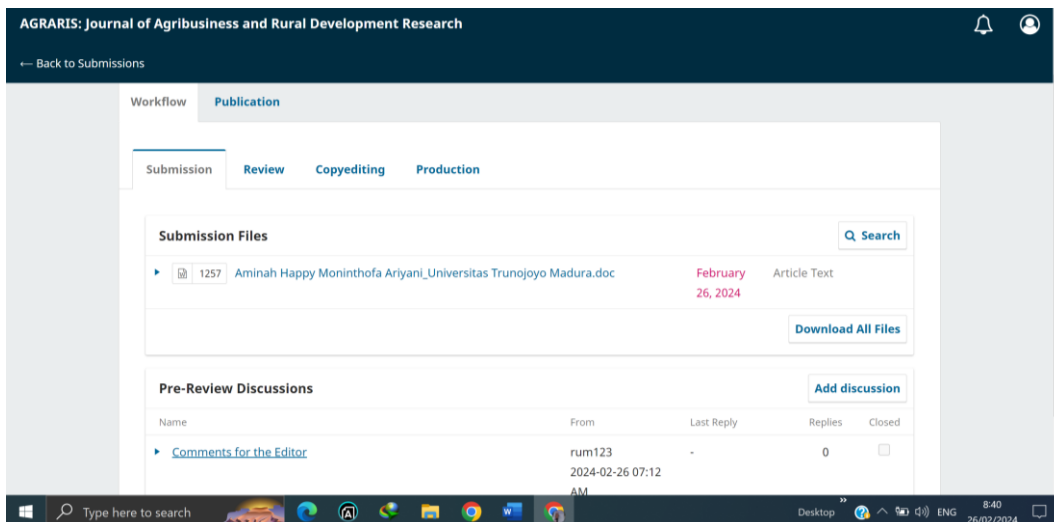 AGRARIS: Journal of Agribusiness and Rural Development Research
← Back to Submissions
Workflow Publication
Submission Review Copyediting Production
Submission Files Search
1257 Aminah Happy Moninthofa Ariyani_Universitas Trunojoyo Madura.doc February Article Text
26, 2024
Download All Files
Pre-Review Discussions Add discussion
Name From Last Reply Replies Closed
Comments for the Editor rum123 - 0
2024-02-26 07:12
AM
Type here to search Desktop ENG 8:40
26/02/2024